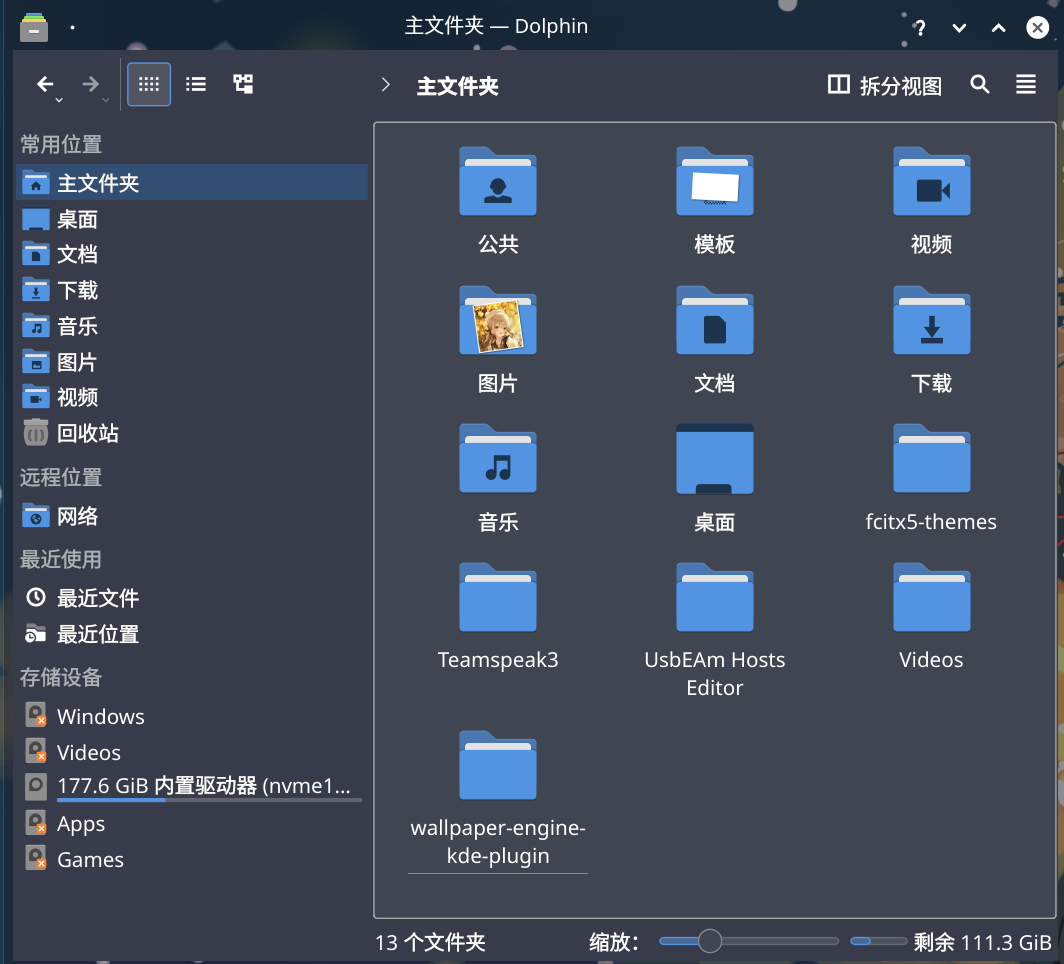 主文件夹 — Dolphin
主文件夹
拆分视图
常用位置
主文件夹
桌面
文档
下载
音乐
图片
视频
回收站
远程位置
网络
最近使用
最近文件
最近位置
存储设备
Windows
Videos
177.6 GiB 内置驱动器 (nvme1...
Apps
Games
公共
模板
视频
图片
文档
下载
音乐
桌面
fcitx5-themes
Teamspeak3
UsbEAm Hosts
Editor
Videos
wallpaper-engine-
kde-plugin
13 个文件夹
缩放：
剩余 111.3 GiB